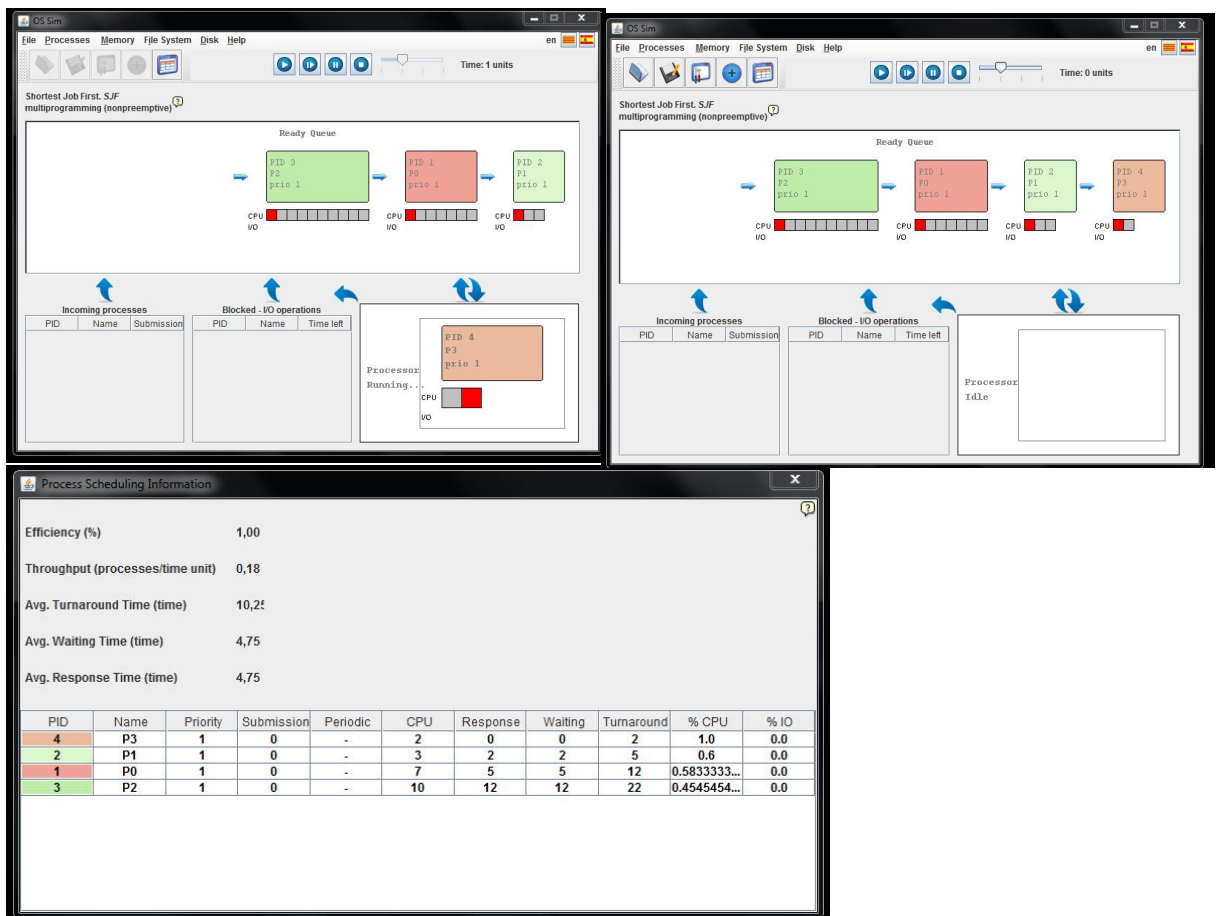 OS Sim
File Processes Memory File System Disk Help en
Time: 1 units
Shortest Job First. SJF
multiprogramming (nonpreemptive) ?
Ready Queue
PID 3 PID 1 PID 2
P2 P0 P1
prio 1 prio 1 prio 1
CPU CPU CPU
I/O I/O I/O
Incoming processes Blocked - I/O operations
PID Name Submission PID Name Time left
PID 4
P3
prio 1
Processor
Running...
CPU
I/O
OS Sim
File Processes Memory File System Disk Help en
Time: 0 units
Shortest Job First. SJF
multiprogramming (nonpreemptive) ?
Ready Queue
PID 3 PID 1 PID 2 PID 4
P2 P0 P1 P3
prio 1 prio 1 prio 1 prio 1
CPU CPU CPU CPU
I/O I/O I/O I/O
Incoming processes Blocked - I/O operations
PID Name Submission PID Name Time left
Processor
Idle
Process Scheduling Information
?
Efficiency (%) 1,00
Throughput (processes/time unit) 0,18
Avg. Turnaround Time (time) 10,25
Avg. Waiting Time (time) 4,75
Avg. Response Time (time) 4,75
PID Name Priority Submission Periodic CPU Response Waiting Turnaround % CPU % IO
4 P3 1 0 - 2 0 0 2 1.0 0.0
2 P1 1 0 - 3 2 2 5 0.6 0.0
1 P0 1 0 - 7 5 5 12 0.5833333... 0.0
3 P2 1 0 - 10 12 12 22 0.4545454... 0.0